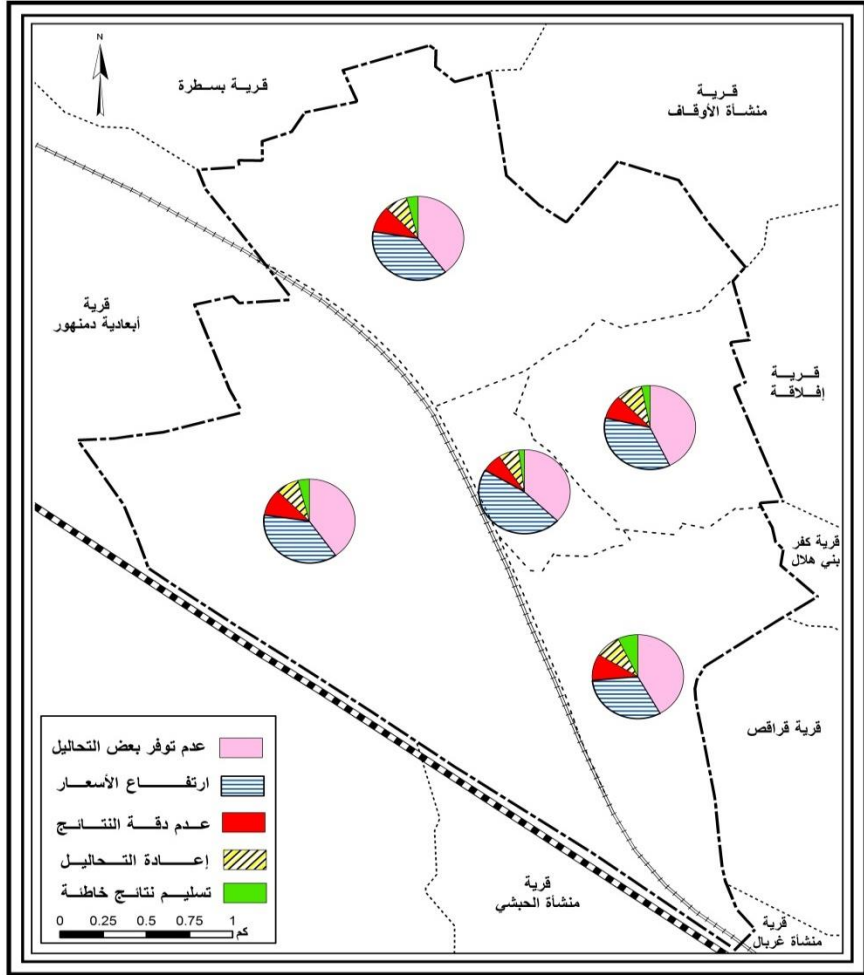 N
قرية بسطرة
قرية
منشأة الأوقاف
قرية
أبعادية دمنهور
قرية
إفلاقة
قرية كفر
بني هلال
قرية قراقص
قرية
منشأة الحبشي
قرية
منشأة غربال
عدم توفر بعض التحاليل
ارتفاع الأسعار
عدم دقة النتائج
إعادة التحاليل
تسليم نتائج خاطئة
0 0.25 0.5 0.75 1
كم